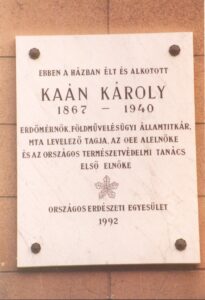 EBBEN A HÁZBAN ÉLT ÉS ALKOTOTT
KAÁN KÁROLY
1867 – 1940
ERDŐMÉRNÖK, FÖLDMŰVELÉSÜGYI ÁLLAMTITKÁR,
MTA LEVELEZŐ TAGJA, AZ OEE ALELNÖKE
ÉS AZ ORSZÁGOS TERMÉSZETVÉDELMI TANÁCS
ELSŐ ELNÖKE
ORSZÁGOS ERDÉSZETI EGYESÜLET
1992